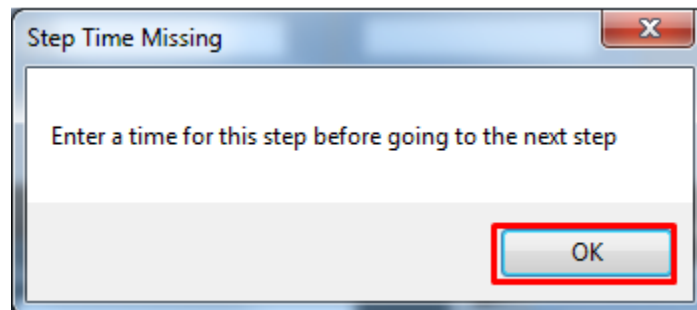 Step Time Missing
Enter a time for this step before going to the next step
OK